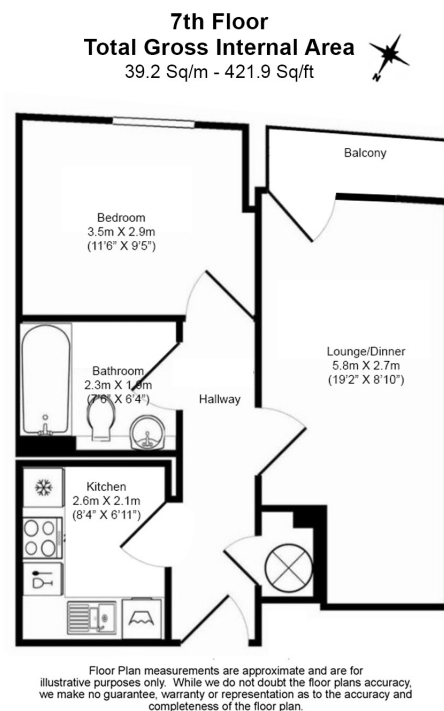 7th Floor
Total Gross Internal Area
39.2 Sq/m - 421.9 Sq/ft
N
Balcony
Bedroom
3.5m X 2.9m
(11'6" X 9'5")
Lounge/Dinner
5.8m X 2.7m
(19'2" X 8'10")
Bathroom
2.3m X 1.9m
(7'6" X 6'4")
Hallway
Kitchen
2.6m X 2.1m
(8'4" X 6'11")
Floor Plan measurements are approximate and are for
illustrative purposes only. While we do not doubt the floor plans accuracy,
we make no guarantee, warranty or representation as to the accuracy and
completeness of the floor plan.